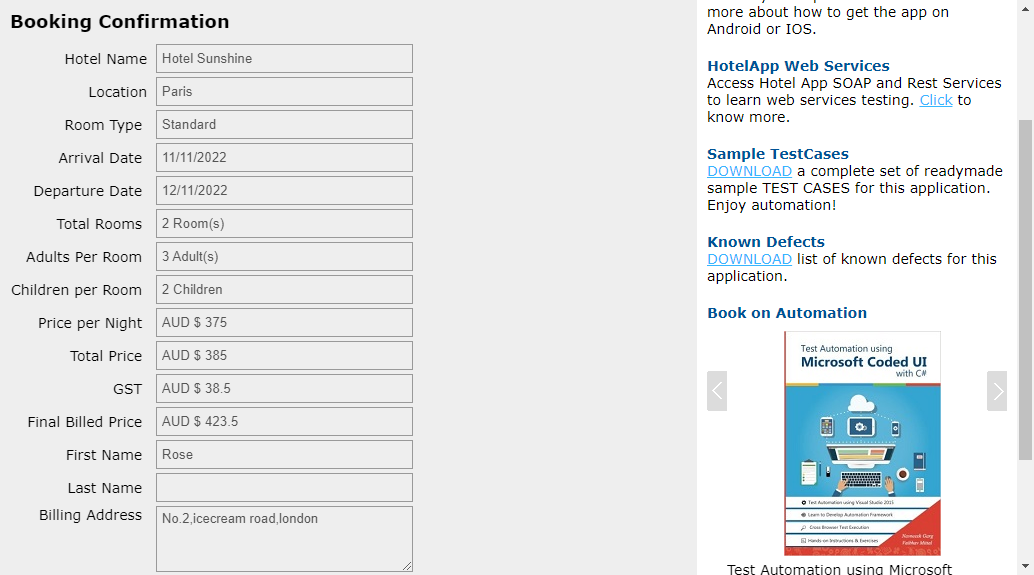 Booking Confirmation
Hotel Name Hotel Sunshine
Location Paris
Room Type Standard
Arrival Date 11/11/2022
Departure Date 12/11/2022
Total Rooms 2 Room(s)
Adults Per Room 3 Adult(s)
Children per Room 2 Children
Price per Night AUD $ 375
Total Price AUD $ 385
GST AUD $ 38.5
Final Billed Price AUD $ 423.5
First Name Rose
Last Name
Billing Address No.2,icecream road,london
more about how to get the app on
Android or IOS.
HotelApp Web Services
Access Hotel App SOAP and Rest Services
to learn web services testing. Click to
know more.
Sample TestCases
DOWNLOAD a complete set of readymade
sample TEST CASES for this application.
Enjoy automation!
Known Defects
DOWNLOAD list of known defects for this
application.
Book on Automation
Test Automation using
Microsoft Coded UI
with C#
Test Automation using Visual Studio 2015
Learn to Develop Automation Framework
Cross Browser Test Execution
Hands on Instructions & Exercises
Nameesh Garg
Vaibhav Mittal
Test Automation using Microsoft